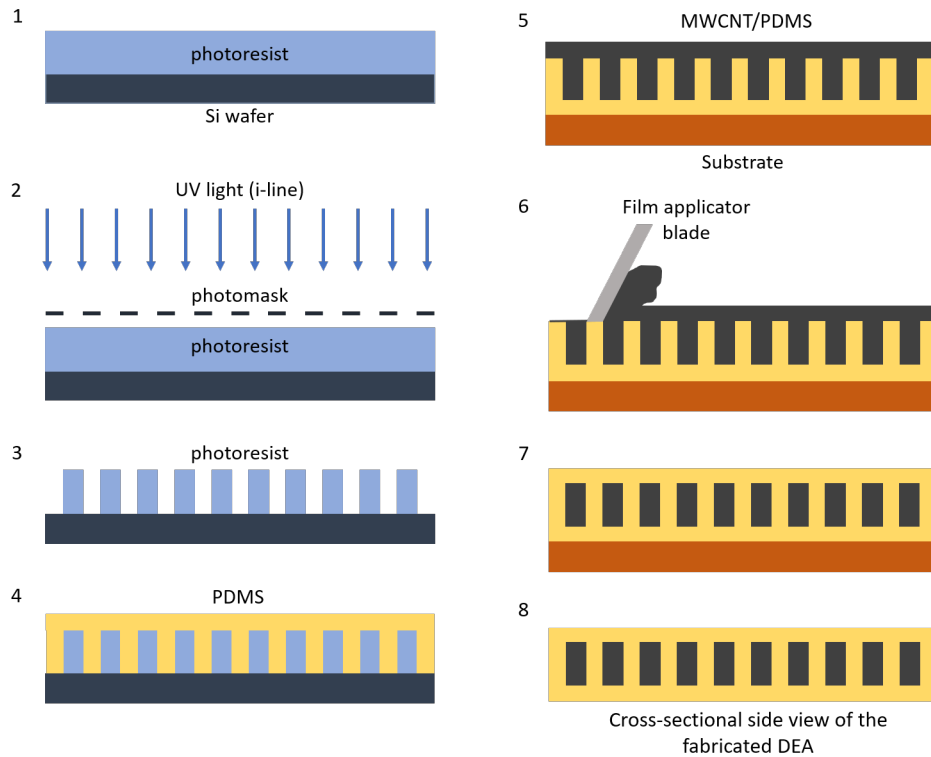 1
photoresist
Si wafer
2
UV light (i-line)
photomask
photoresist
3
photoresist
4
PDMS
5
MWCNT/PDMS
Substrate
6
Film applicator
blade
7
8
Cross-sectional side view of the
fabricated DEA